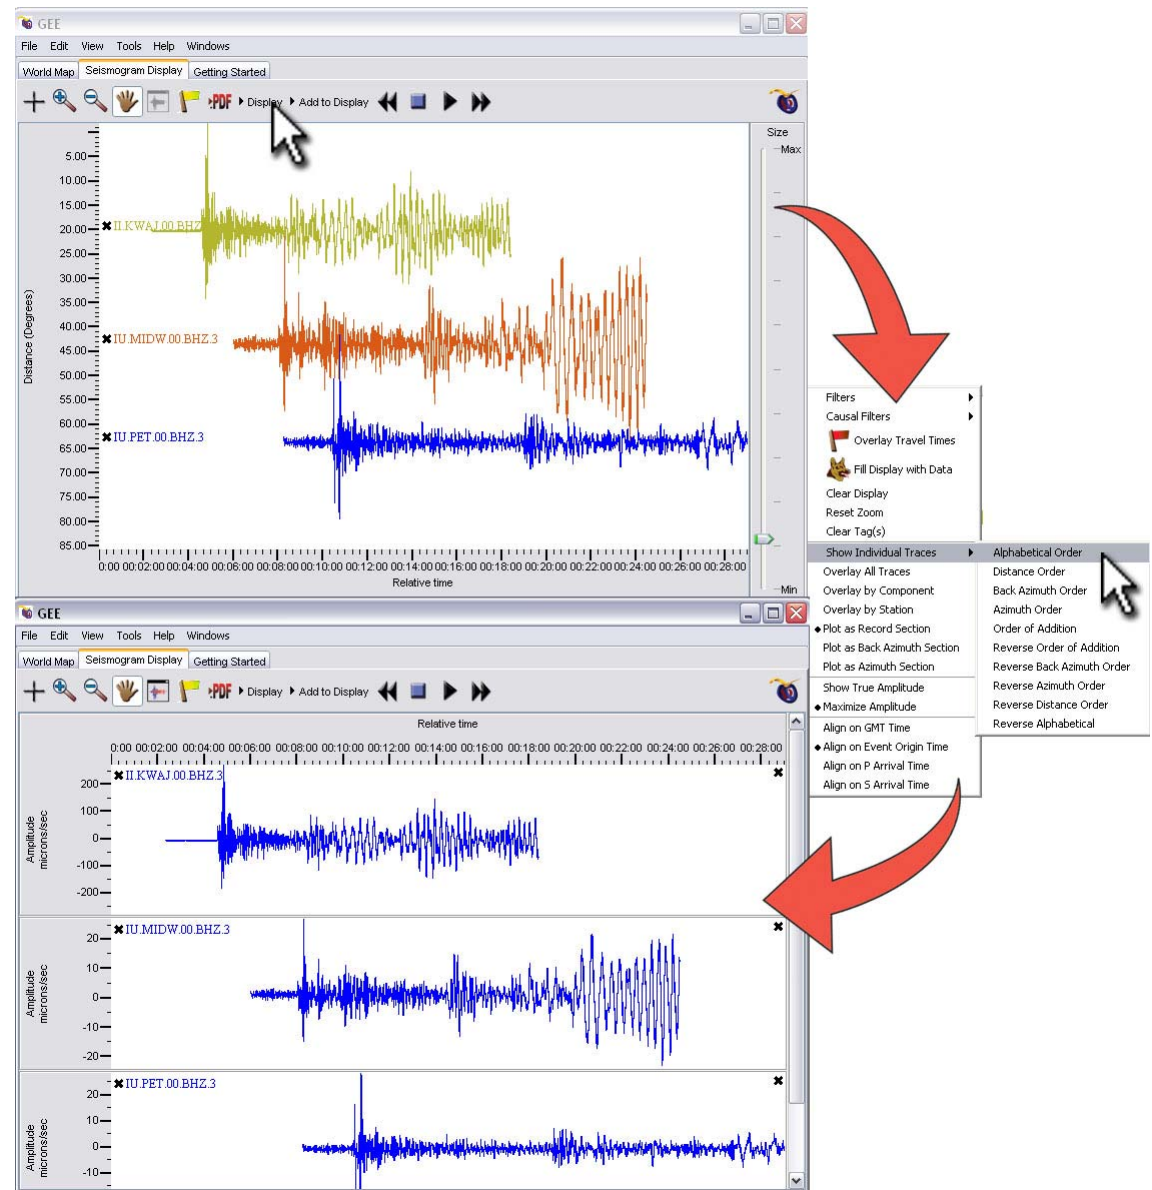 GEE
File Edit View Tools Help Windows
World Map Seismogram Display Getting Started
PDF Display Add to Display
Size
Max
5.00
10.00
15.00
20.00
25.00
30.00
35.00
40.00
45.00
50.00
55.00
60.00
65.00
70.00
75.00
80.00
85.00
Distance (Degrees)
II.KWAJ.00.BHZ
IU.MIDW.00.BHZ.3
IU.PET.00.BHZ.3
0:00 00:02:00 00:04:00 00:06:00 00:08:00 00:10:00 00:12:00 00:14:00 00:16:00 00:18:00 00:20:00 00:22:00 00:24:00 00:26:00 00:28:00
Relative time
Min
Filters
Causal Filters
Overlay Travel Times
Fill Display with Data
Clear Display
Reset Zoom
Clear Tag(s)
Show Individual Traces
Overlay All Traces
Overlay by Component
Overlay by Station
Plot as Record Section
Plot as Back Azimuth Section
Plot as Azimuth Section
Show True Amplitude
Maximize Amplitude
Align on GMT Time
Align on Event Origin Time
Align on P Arrival Time
Align on S Arrival Time
Alphabetical Order
Distance Order
Back Azimuth Order
Azimuth Order
Order of Addition
Reverse Order of Addition
Reverse Back Azimuth Order
Reverse Azimuth Order
Reverse Distance Order
Reverse Alphabetical
GEE
File Edit View Tools Help Windows
World Map Seismogram Display Getting Started
PDF Display Add to Display
Relative time
0:00 00:02:00 00:04:00 00:06:00 00:08:00 00:10:00 00:12:00 00:14:00 00:16:00 00:18:00 00:20:00 00:22:00 00:24:00 00:26:00 00:28:00
II.KWAJ.00.BHZ.3
200
100
0
-100
-200
Amplitude
microns/sec
IU.MIDW.00.BHZ.3
20
10
0
-10
-20
Amplitude
microns/sec
IU.PET.00.BHZ.3
20
10
0
-10
Amplitude
microns/sec